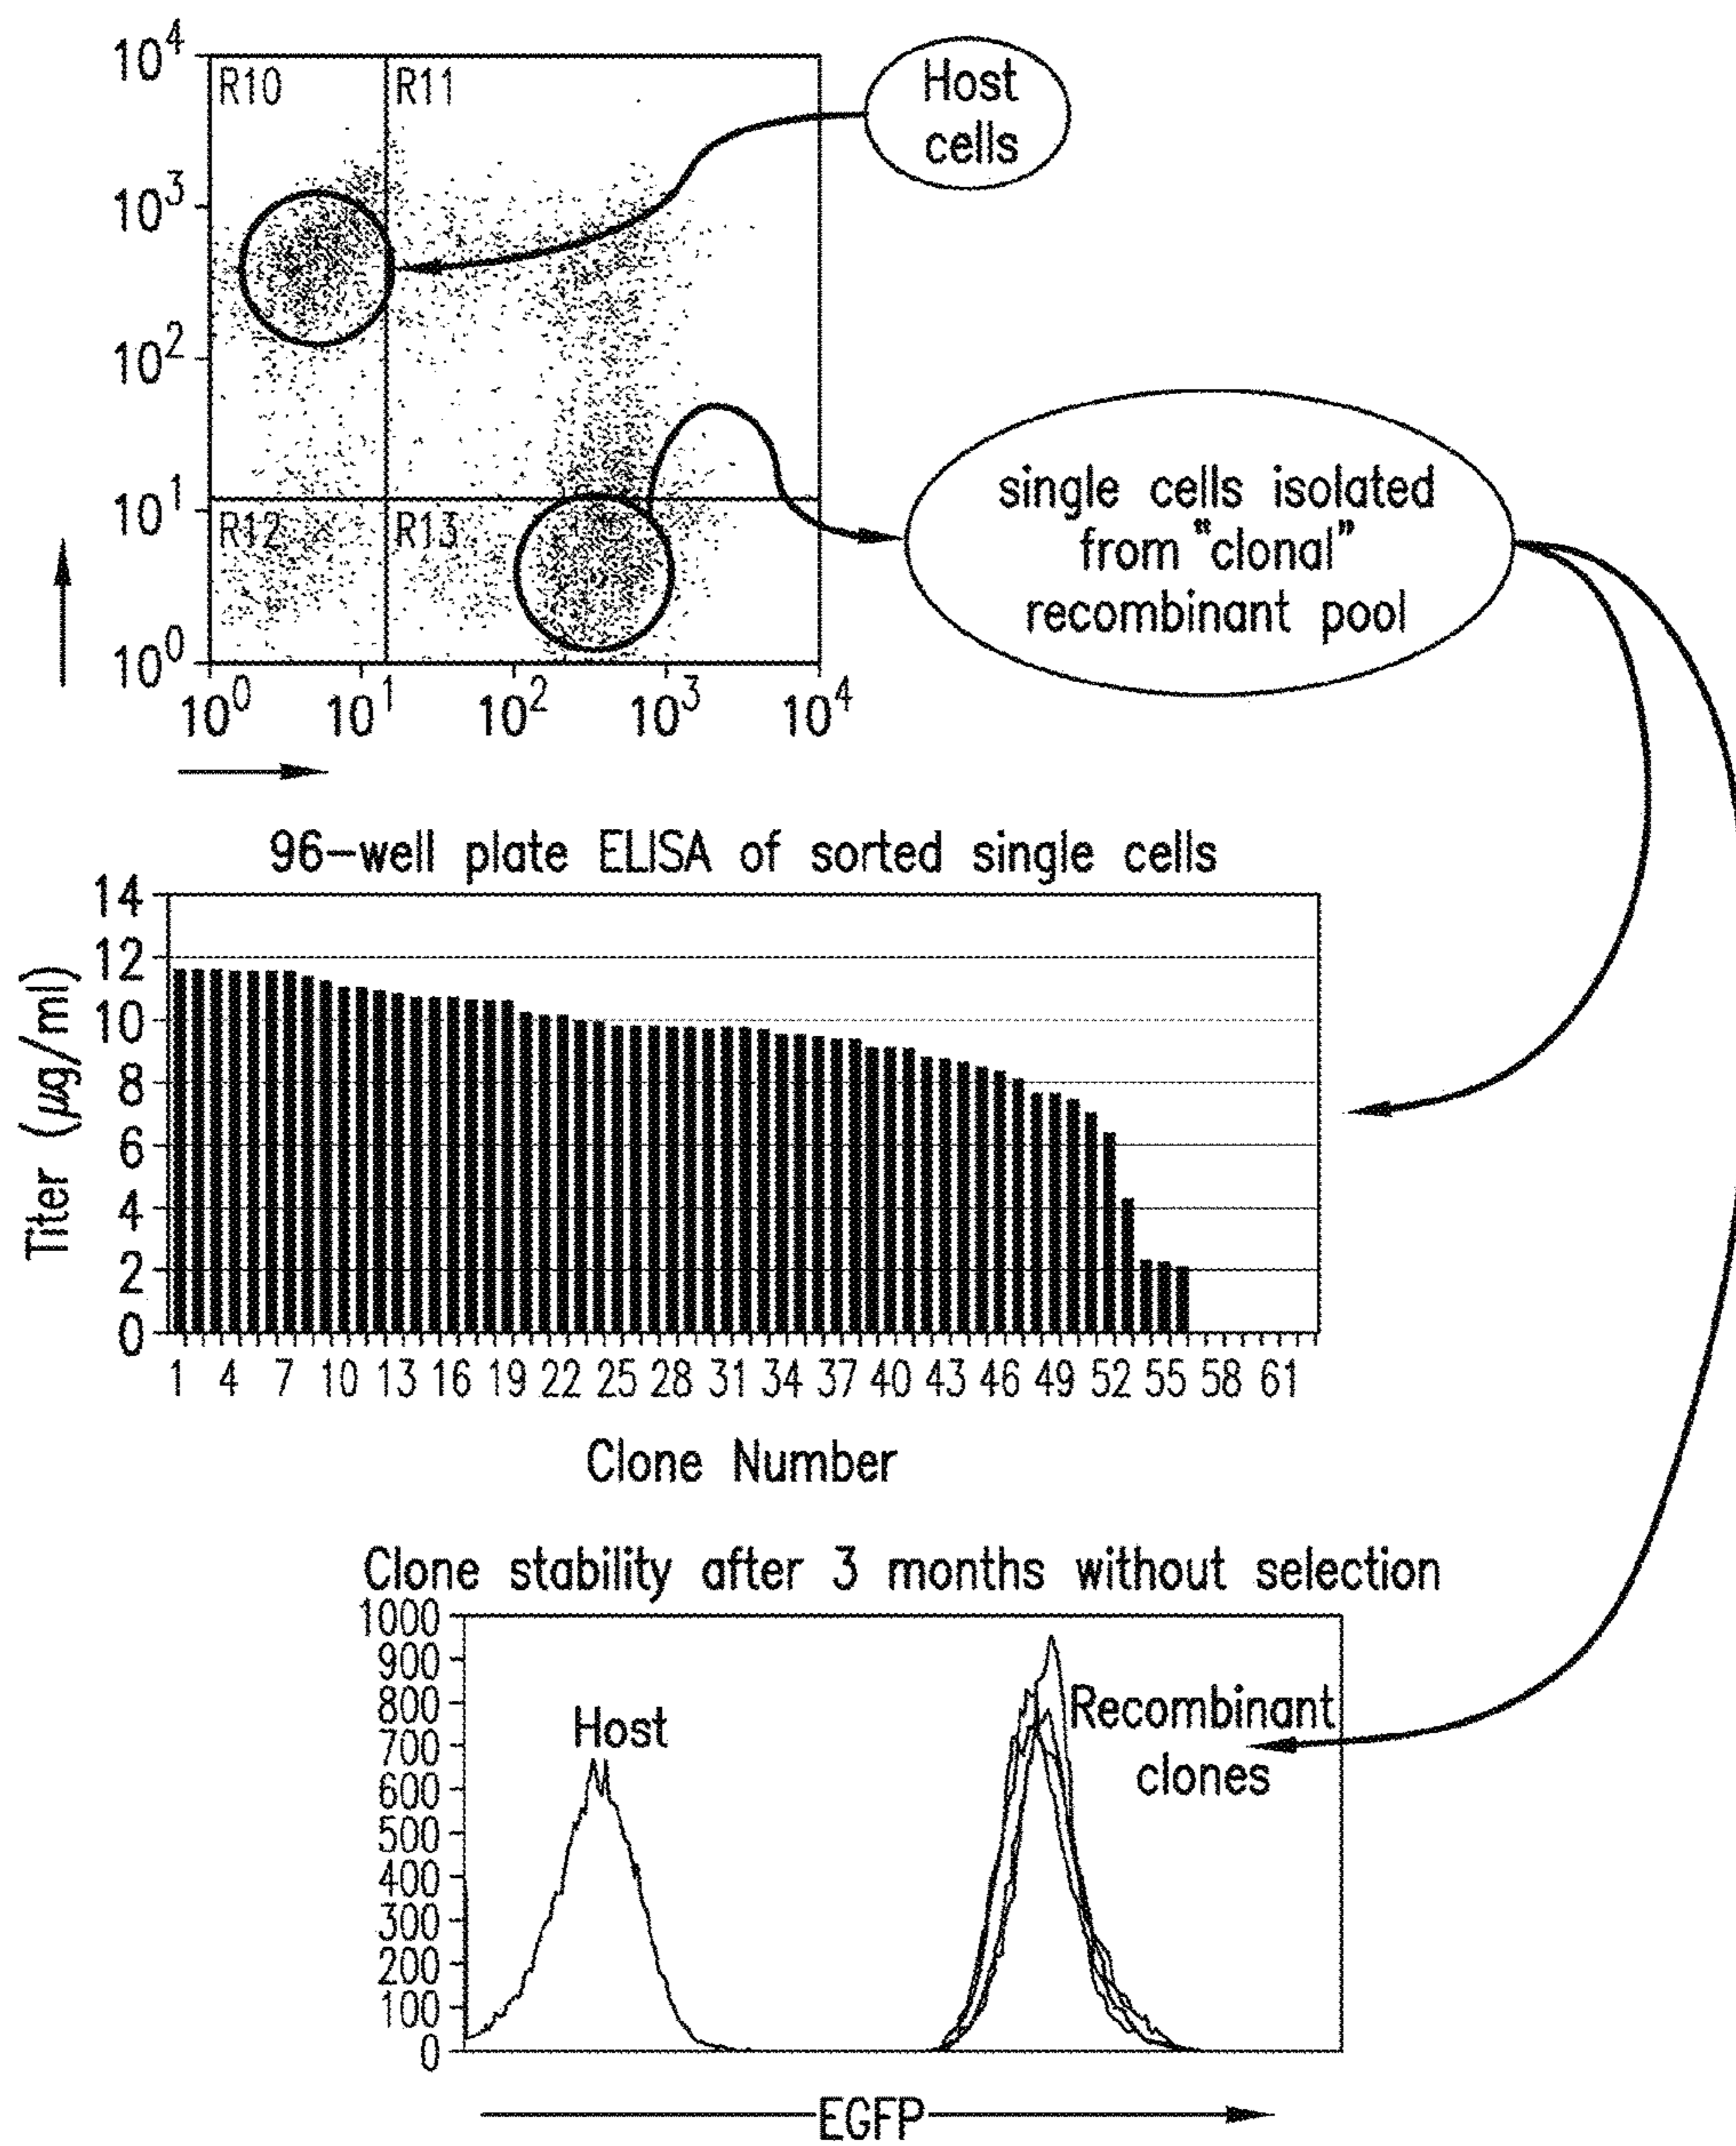 10^4
R10
R11
Host
cells
10^3
10^2
10^1
R12
R13
single cells isolated
from "clonal"
recombinant pool
10^0
10^0 10^1 10^2 10^3 10^4
96-well plate ELISA of sorted single cells
Titer (µg/ml)
14
12
10
8
6
4
2
0
1 4 7 10 13 16 19 22 25 28 31 34 37 40 43 46 49 52 55 58 61
Clone Number
Clone stability after 3 months without selection
1000
900
800
700
600
500
400
300
200
100
0
Host
Recombinant
clones
EGFP